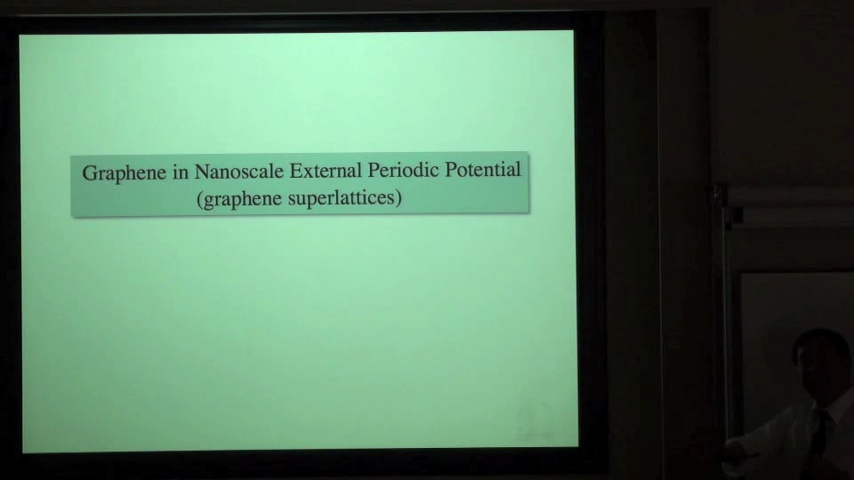 Graphene in Nanoscale External Periodic Potential
(graphene superlattices)